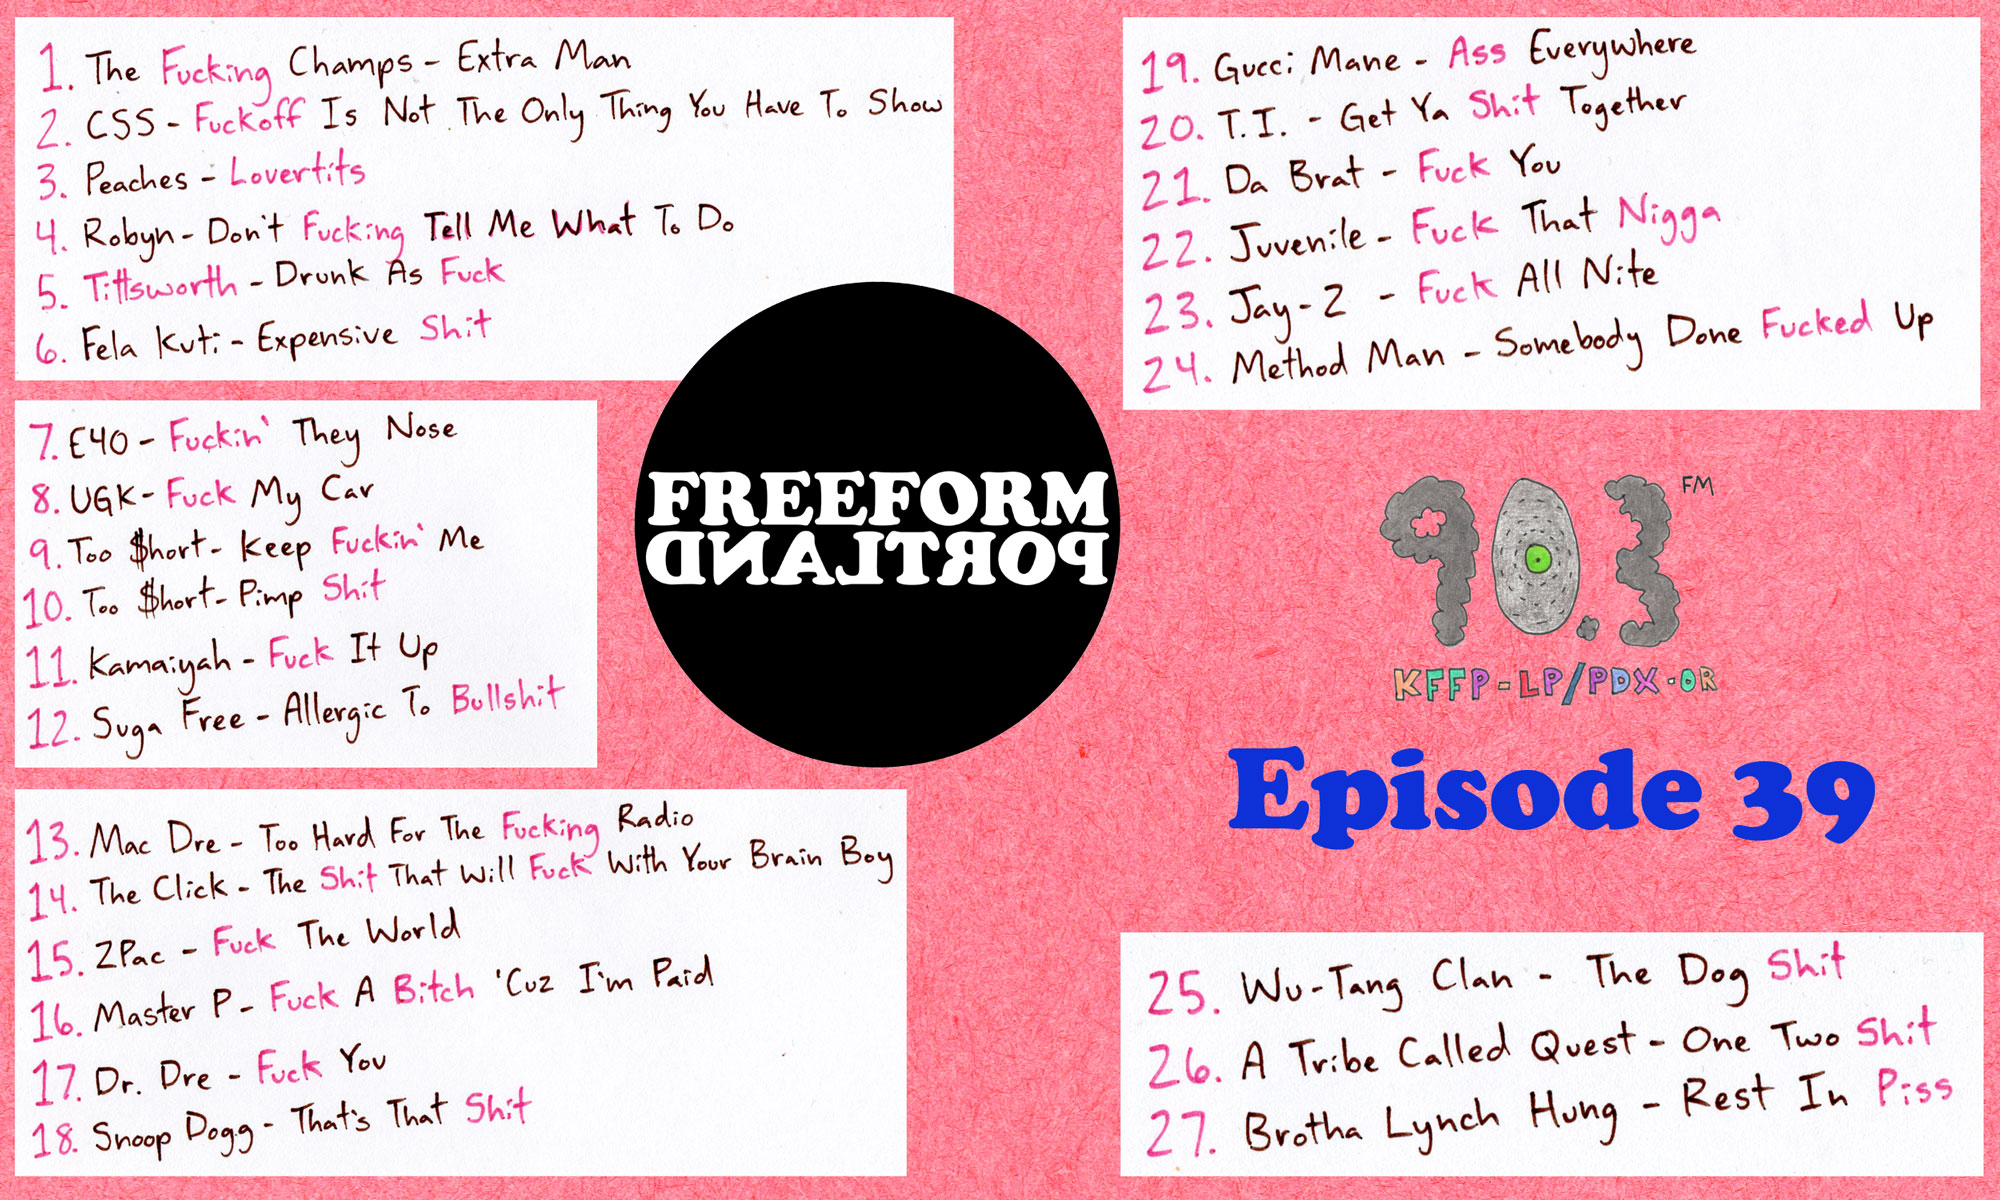 1. The Fucking Champs - Extra Man
2. CSS - Fuckoff Is Not The Only Thing You Have To Show
3. Peaches - Lovertits
4. Robyn - Don't Fucking Tell Me What To Do
5. Tittsworth - Drunk As Fuck
6. Fela Kuti - Expensive Shit
7. E40 - Fuckin' They Nose
8. UGK - Fuck My Car
9. Too $hort - Keep Fuckin' Me
10. Too $hort - Pimp Shit
11. Kamaiyah - Fuck It Up
12. Suga Free - Allergic To Bullshit
13. Mac Dre - Too Hard For The Fucking Radio
14. The Click - The Shit That Will Fuck With Your Brain Boy
15. 2Pac - Fuck The World
16. Master P - Fuck A Bitch 'Cuz I'm Paid
17. Dr. Dre - Fuck You
18. Snoop Dogg - That's That Shit
FREEFORM
PORTLAND
19. Gucci Mane - Ass Everywhere
20. T.I. - Get Ya Shit Together
21. Da Brat - Fuck You
22. Juvenile - Fuck That Nigga
23. Jay-Z - Fuck All Nite
24. Method Man - Somebody Done Fucked Up
90.3 FM
KFFP-LP/PDX.OR
Episode 39
25. Wu-Tang Clan - The Dog Shit
26. A Tribe Called Quest - One Two Shit
27. Brotha Lynch Hung - Rest In Piss